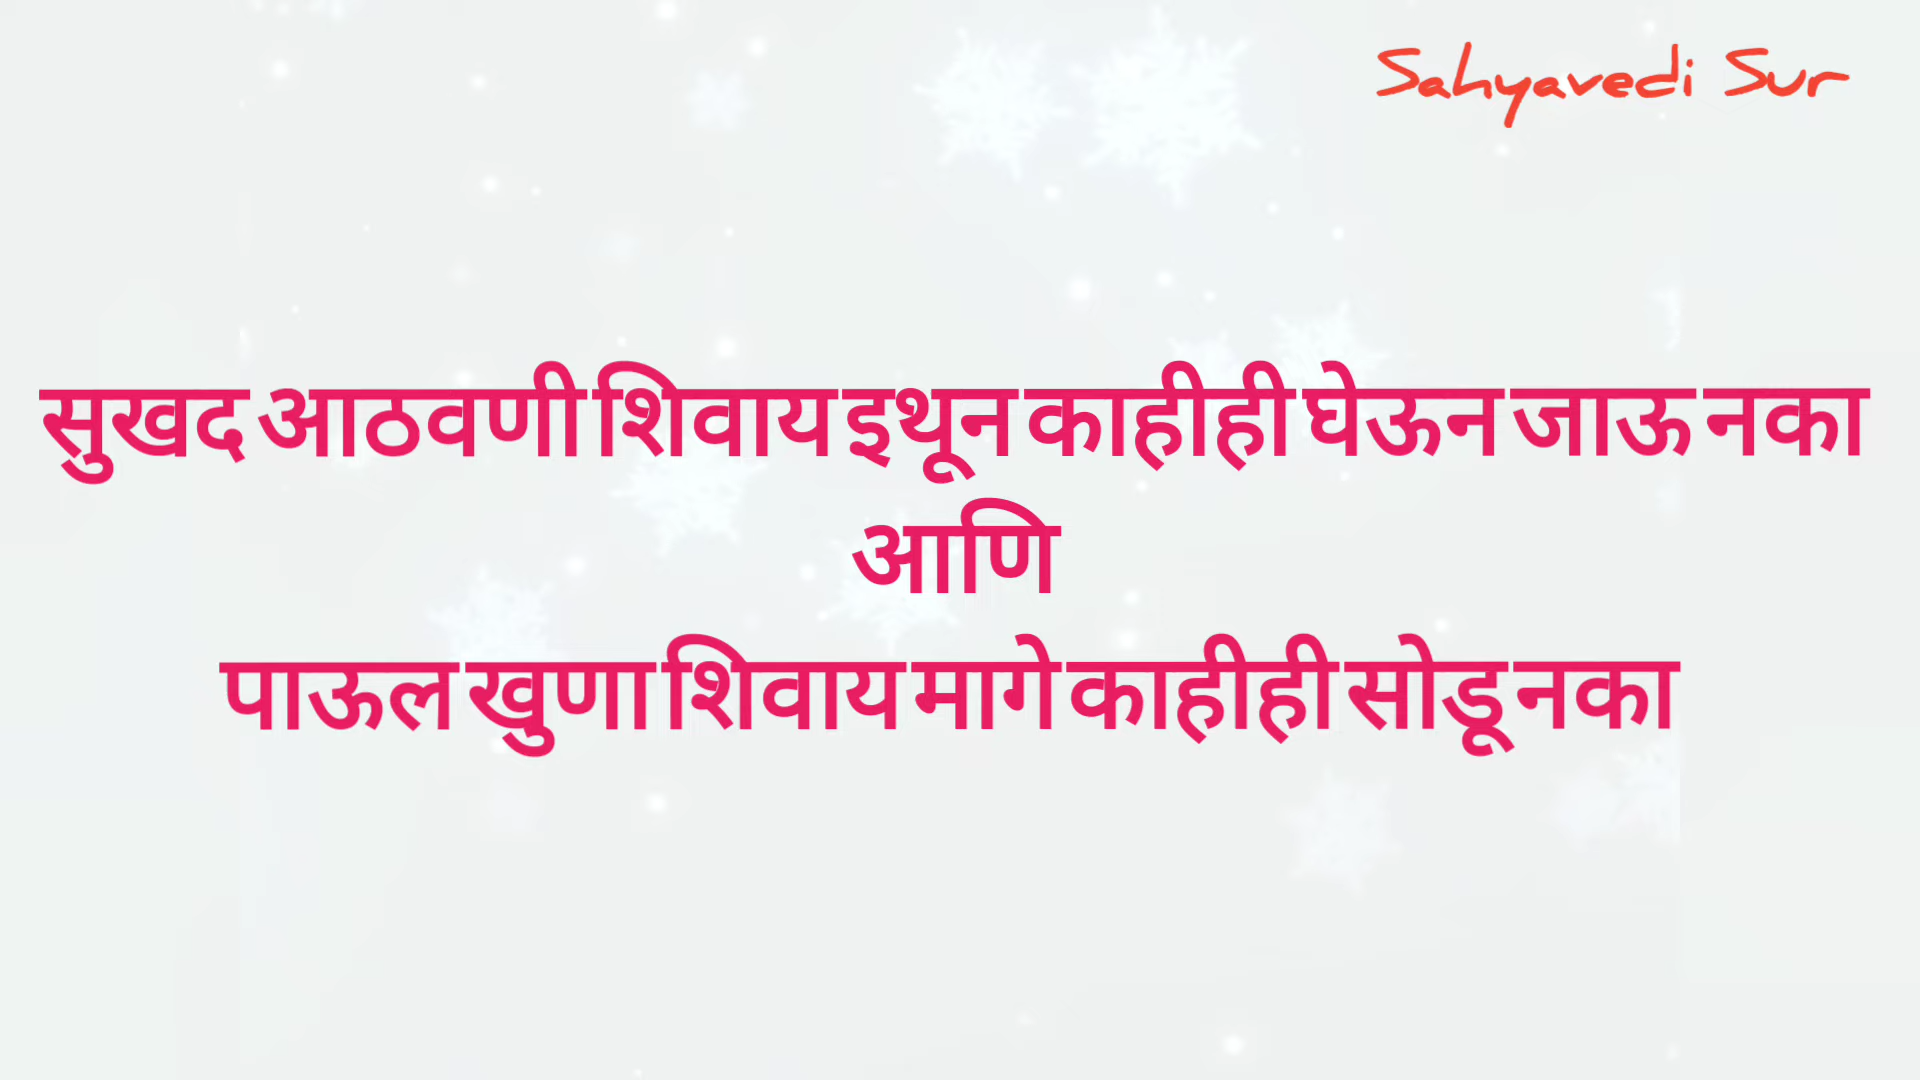 Sahyavedi Sur
सुखद आठवणी शिवाय इथून काहीही घेऊन जाऊ नका
आणि
पाऊल खुणा शिवाय मागे काहीही सोडू नका